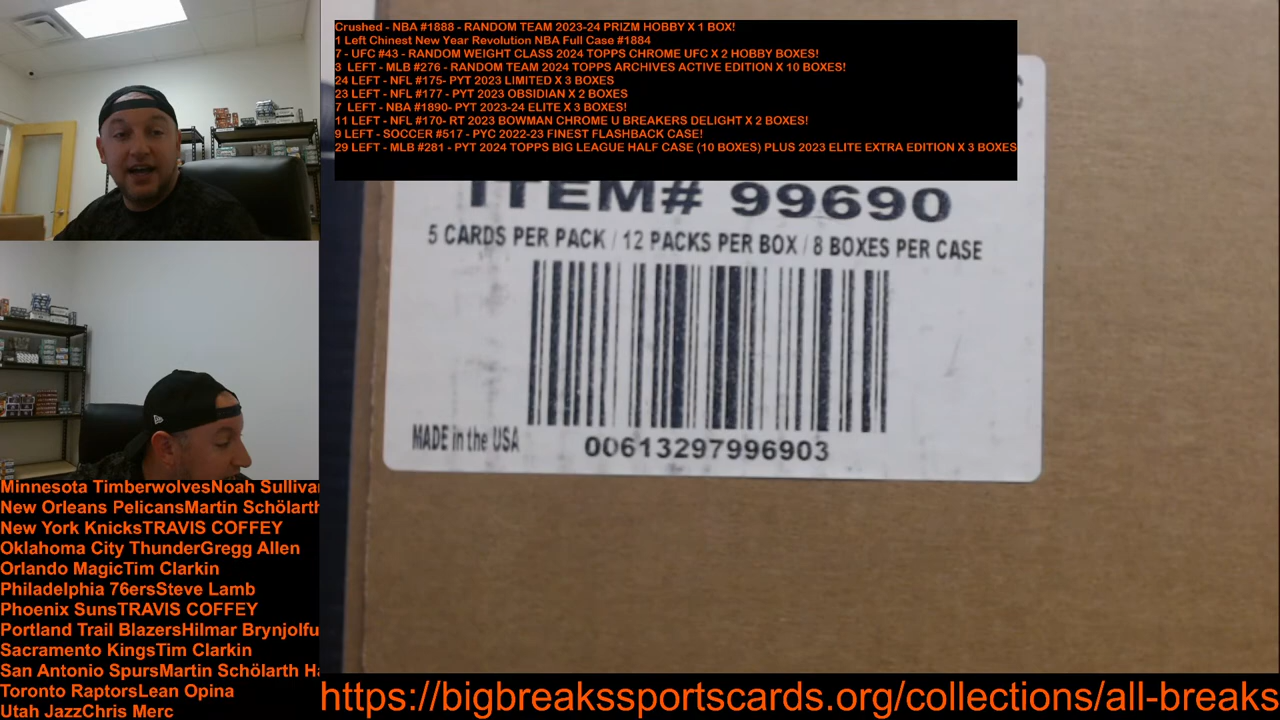 Crushed - NBA #1888 - RANDOM TEAM 2023-24 PRIZM HOBBY X 1 BOX!
1 Left Chinest New Year Revolution NBA Full Case #1884
7 - UFC #43 - RANDOM WEIGHT CLASS 2024 TOPPS CHROME UFC X 2 HOBBY BOXES!
3 LEFT - MLB #276 - RANDOM TEAM 2024 TOPPS ARCHIVES ACTIVE EDITION X 10 BOXES!
24 LEFT - NFL #175- PYT 2023 LIMITED X 3 BOXES
23 LEFT - NFL #177 - PYT 2023 OBSIDIAN X 2 BOXES
7 LEFT - NBA #1890- PYT 2023-24 ELITE X 3 BOXES!
11 LEFT - NFL #170- RT 2023 BOWMAN CHROME U BREAKERS DELIGHT X 2 BOXES!
9 LEFT - SOCCER #517 - PYC 2022-23 FINEST FLASHBACK CASE!
29 LEFT - MLB #281 - PYT 2024 TOPPS BIG LEAGUE HALF CASE (10 BOXES) PLUS 2023 ELITE EXTRA EDITION X 3 BOXES
ITEM# 99690
5 CARDS PER PACK / 12 PACKS PER BOX / 8 BOXES PER CASE
MADE in the USA
00613297996903
Minnesota TimberwolvesNoah Sullivan
New Orleans PelicansMartin Schölarth
New York KnicksTRAVIS COFFEY
Oklahoma City ThunderGregg Allen
Orlando MagicTim Clarkin
Philadelphia 76ersSteve Lamb
Phoenix SunsTRAVIS COFFEY
Portland Trail BlazersHilmar Brynjolfu
Sacramento KingsTim Clarkin
San Antonio SpursMartin Schölarth Ha
Toronto RaptorsLean Opina
Utah JazzChris Merc
https://bigbreakssportscards.org/collections/all-breaks